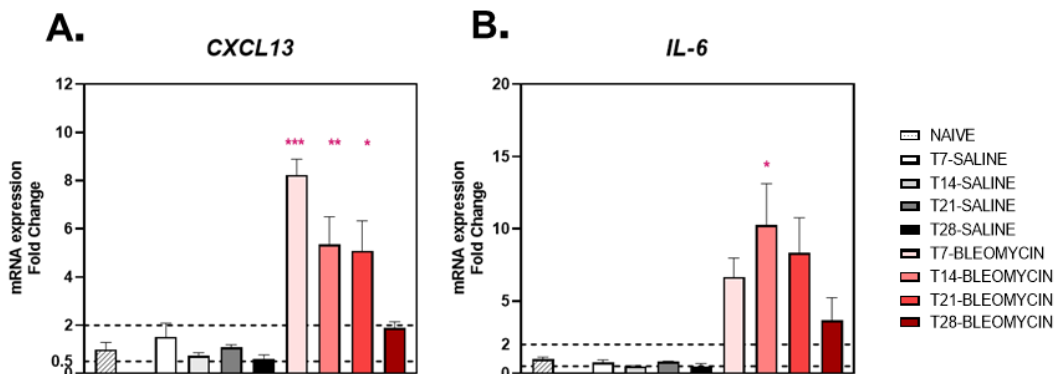 A.
CXCL13
mRNA expression
Fold Change
12
10
8
6
4
2
0.5
0
***
**
*
B.
IL-6
mRNA expression
Fold Change
20
15
10
5
2
0
*
NAIVE
T7-SALINE
T14-SALINE
T21-SALINE
T28-SALINE
T7-BLEOMYCIN
T14-BLEOMYCIN
T21-BLEOMYCIN
T28-BLEOMYCIN